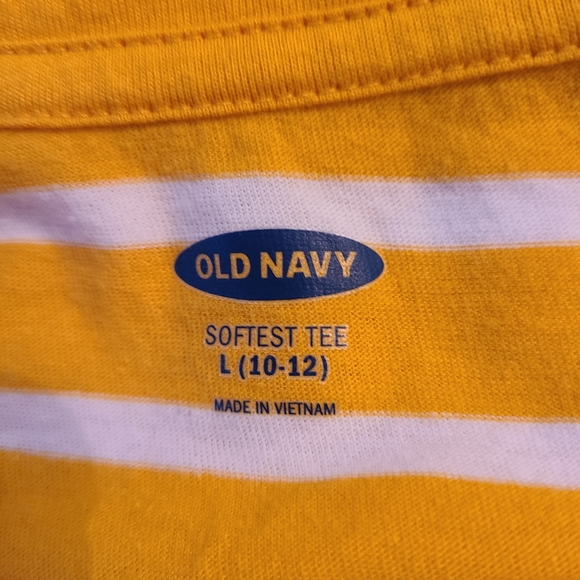 OLD NAVY
SOFTEST TEE
L (10-12)
MADE IN VIETNAM